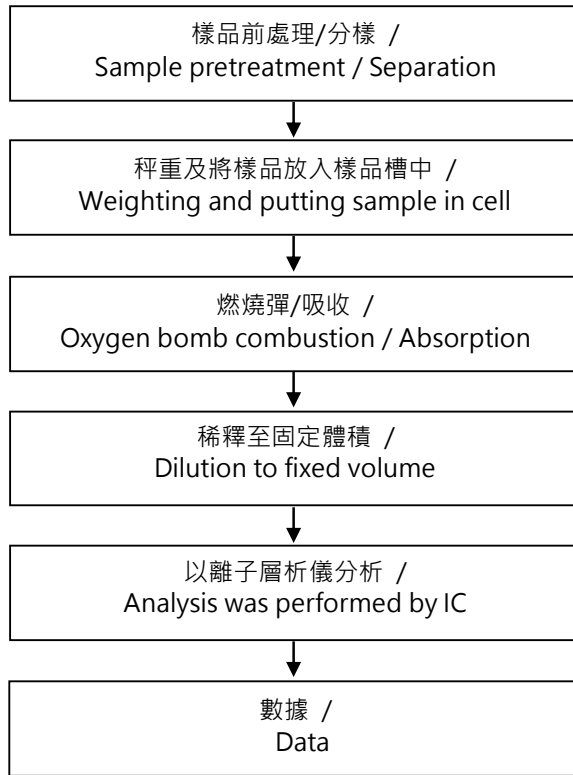 樣品前處理/分樣 /
Sample pretreatment / Separation
秤重及將樣品放入樣品槽中 /
Weighting and putting sample in cell
燃燒彈/吸收 /
Oxygen bomb combustion / Absorption
稀釋至固定體積 /
Dilution to fixed volume
以離子層析儀分析 /
Analysis was performed by IC
數據 /
Data